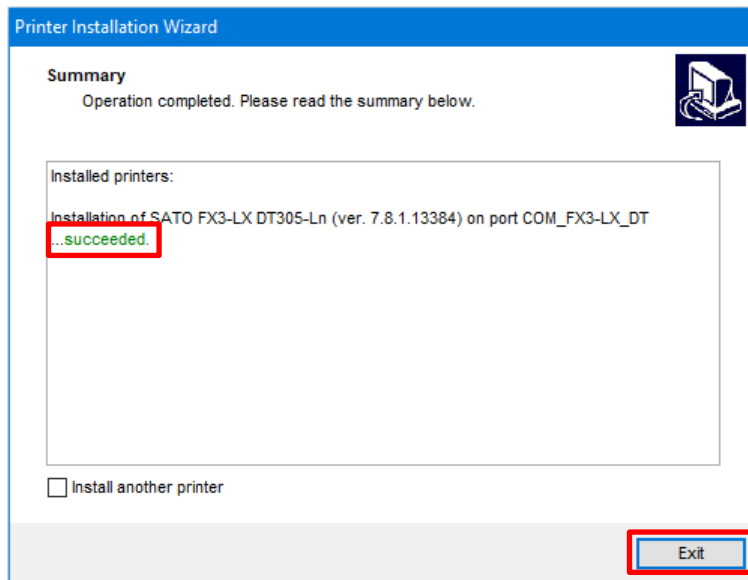 Printer Installation Wizard
Summary
Operation completed. Please read the summary below.
Installed printers:
Installation of SATO FX3-LX DT305-Ln (ver. 7.8.1.13384) on port COM_FX3-LX_DT
...succeeded.
Install another printer
Exit